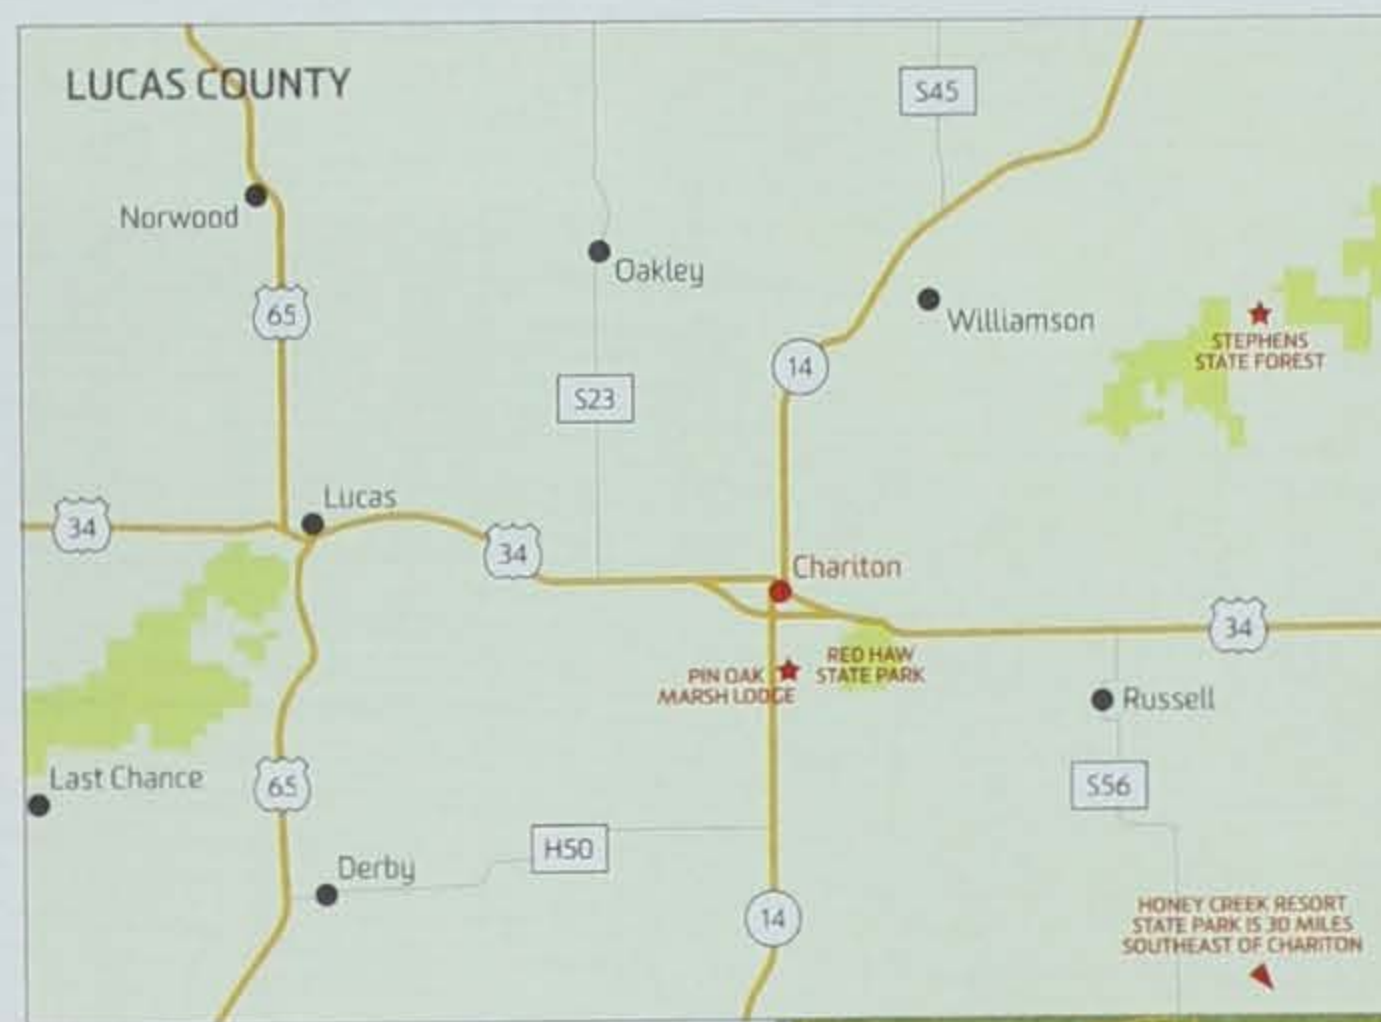 LUCAS COUNTY
S45
Norwood
Oakley
65
Williamson
STEPHENS
STATE FOREST
14
S23
Lucas
34
34
Chariton
34
RED HAW
STATE PARK
PIN OAK
MARSH LODGE
Russell
Last Chance
65
S56
H50
Derby
14
HONEY CREEK RESORT
STATE PARK IS 30 MILES
SOUTHEAST OF CHARITON